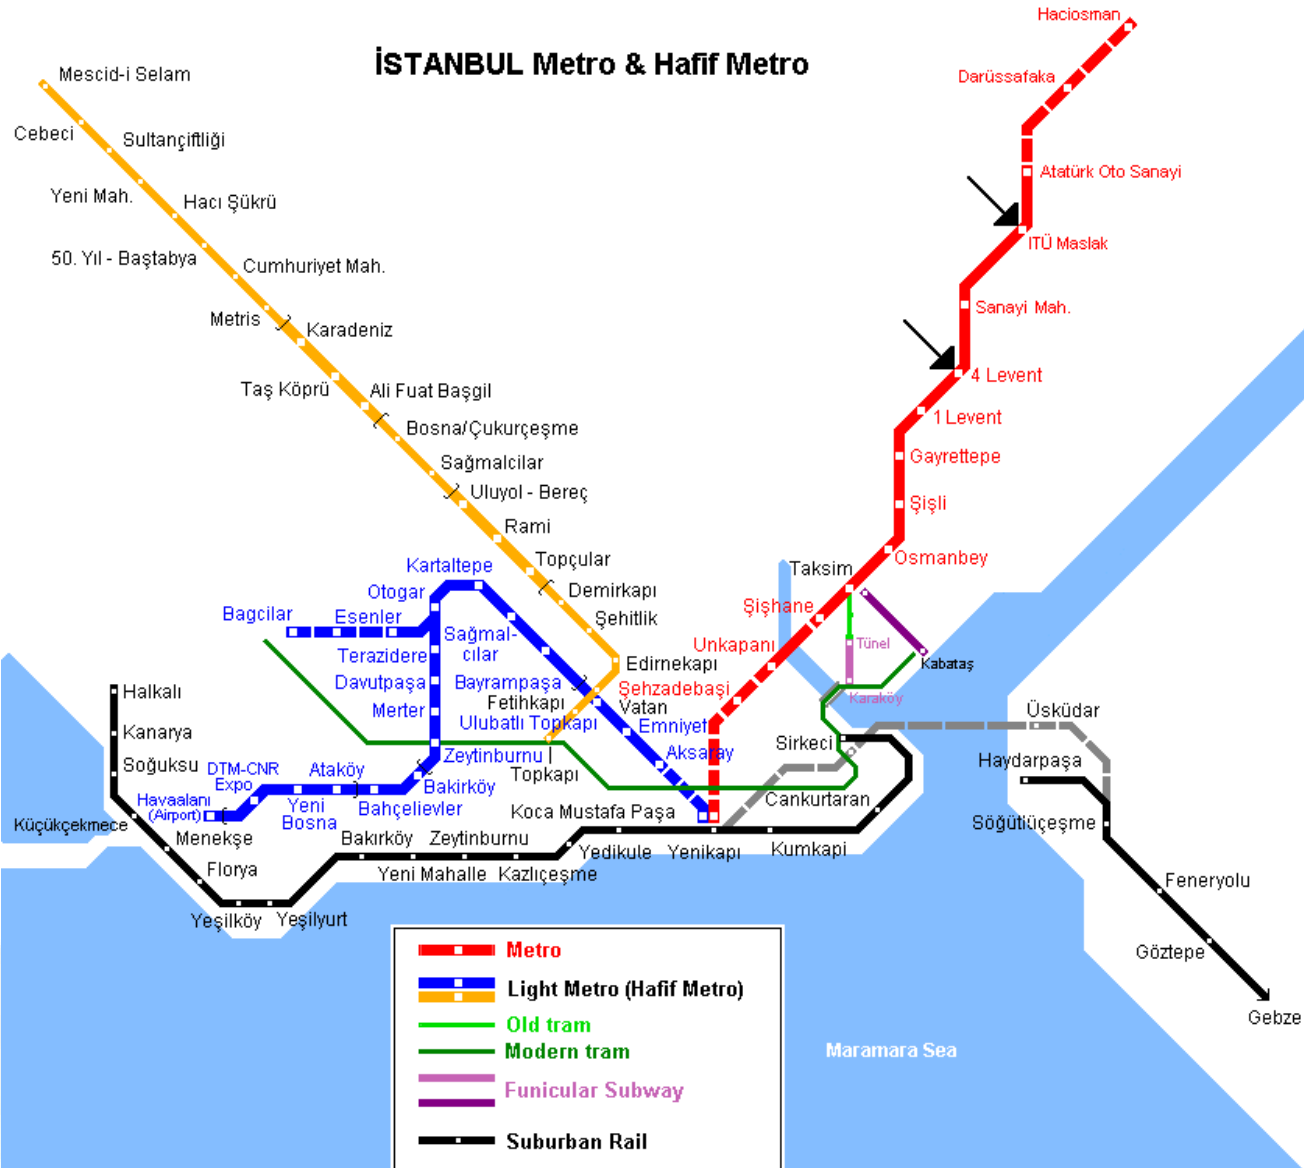 İSTANBUL Metro & Hafif Metro
Haciosman
Darüssafaka
Atatürk Oto Sanayi
ITÜ Maslak
Sanayi Mah.
4 Levent
1 Levent
Gayrettepe
Şişli
Osmanbey
Taksim
Şişhane
Unkapanı
Şehzadebaşi
Mescid-i Selam
Cebeci
Sultançiftliği
Yeni Mah.
Hacı Şükrü
50. Yıl - Baştabya
Cumhuriyet Mah.
Metris
Karadeniz
Taş Köprü
Ali Fuat Başgil
Bosna/Çukurçeşme
Sağmalcilar
Uluyol - Bereç
Rami
Topçular
Demirkapı
Şehitlik
Edirnekapı
Vatan
Fetihkapı
Topkapı
Kartaltepe
Otogar
Bagcilar
Esenler
Sağmal-
cılar
Terazidere
Bayrampaşa
Davutpaşa
Merter
Ulubatlı Topkapı
Emniyet
Aksaray
Zeytinburnu
Bakirköy
Bahçelievler
Ataköy
Yeni
Bosna
DTM-CNR
Expo
Havaalanı
(Airport)
Tünel
Karaköy
Kabataş
Halkalı
Kanarya
Soğuksu
Küçükçekmece
Menekşe
Florya
Yeşilköy
Yeşilyurt
Bakırköy
Yeni Mahalle
Zeytinburnu
Kazlıçeşme
Yedikule
Koca Mustafa Paşa
Yenikapı
Kumkapi
Cankurtaran
Sirkeci
Üsküdar
Haydarpaşa
Söğütlüçeşme
Feneryolu
Göztepe
Gebze
Maramara Sea
Metro
Light Metro (Hafif Metro)
Old tram
Modern tram
Funicular Subway
Suburban Rail